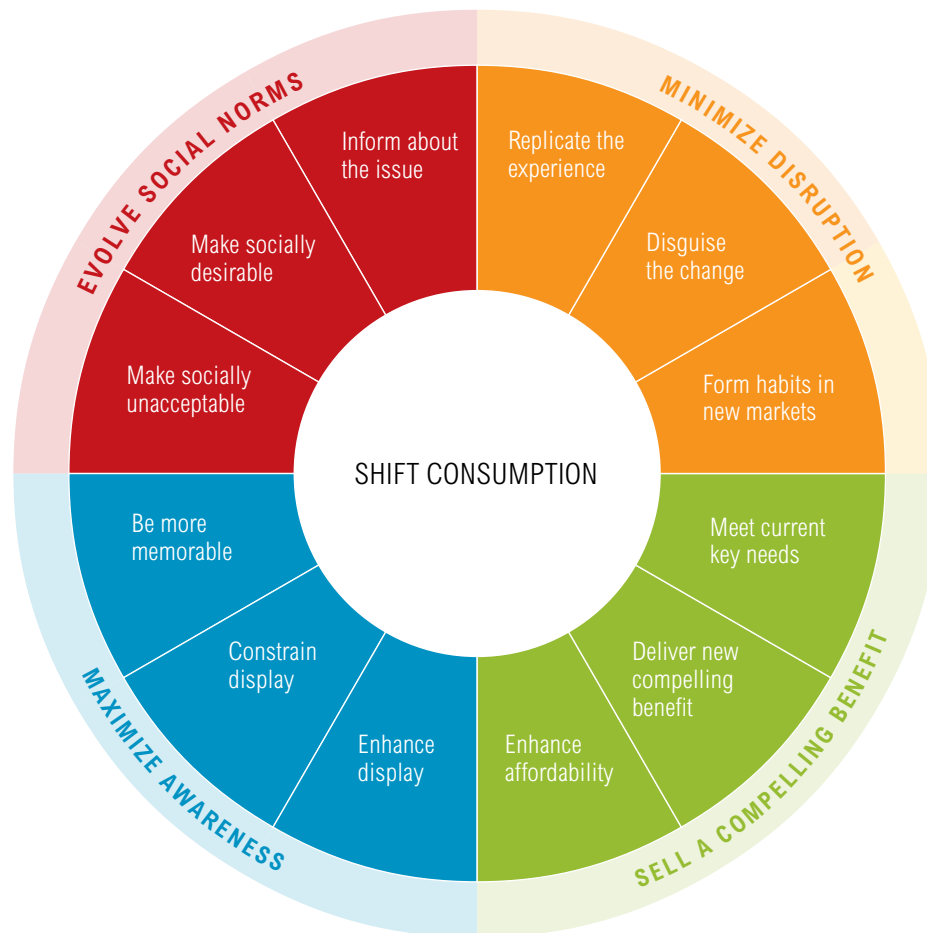 EVOLVE SOCIAL NORMS
MINIMIZE DISRUPTION
Inform about
the issue
Replicate the
experience
Make socially
desirable
Disguise
the change
Make socially
unacceptable
Form habits in
new markets
SHIFT CONSUMPTION
Be more
memorable
Meet current
key needs
Constrain
display
Deliver new
compelling
benefit
Enhance
display
Enhance
affordability
MAXIMIZE AWARENESS
SELL A COMPELLING BENEFIT